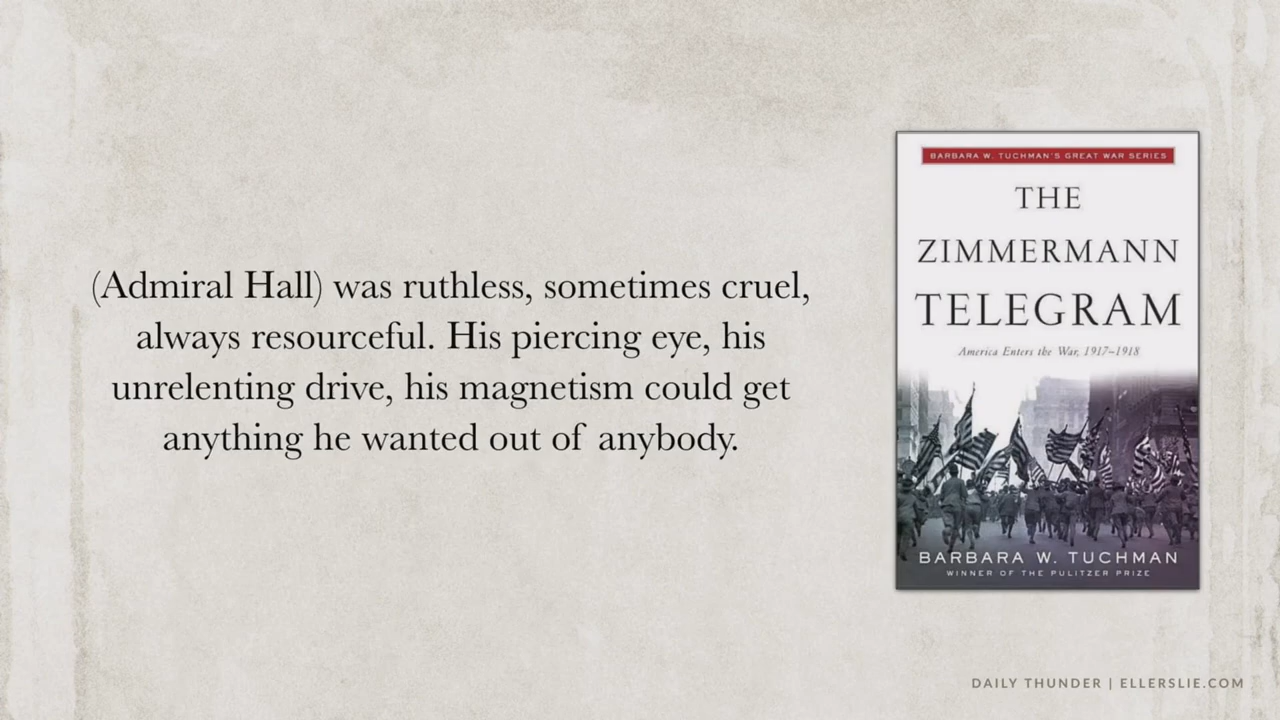 (Admiral Hall) was ruthless, sometimes cruel,
always resourceful. His piercing eye, his
unrelenting drive, his magnetism could get
anything he wanted out of anybody.
BARBARA W. TUCHMAN'S GREAT WAR SERIES
THE
ZIMMERMANN
TELEGRAM
America Enters the War, 1917–1918
BARBARA W. TUCHMAN
WINNER OF THE PULITZER PRIZE
DAILY THUNDER | ELLERSLIE.COM